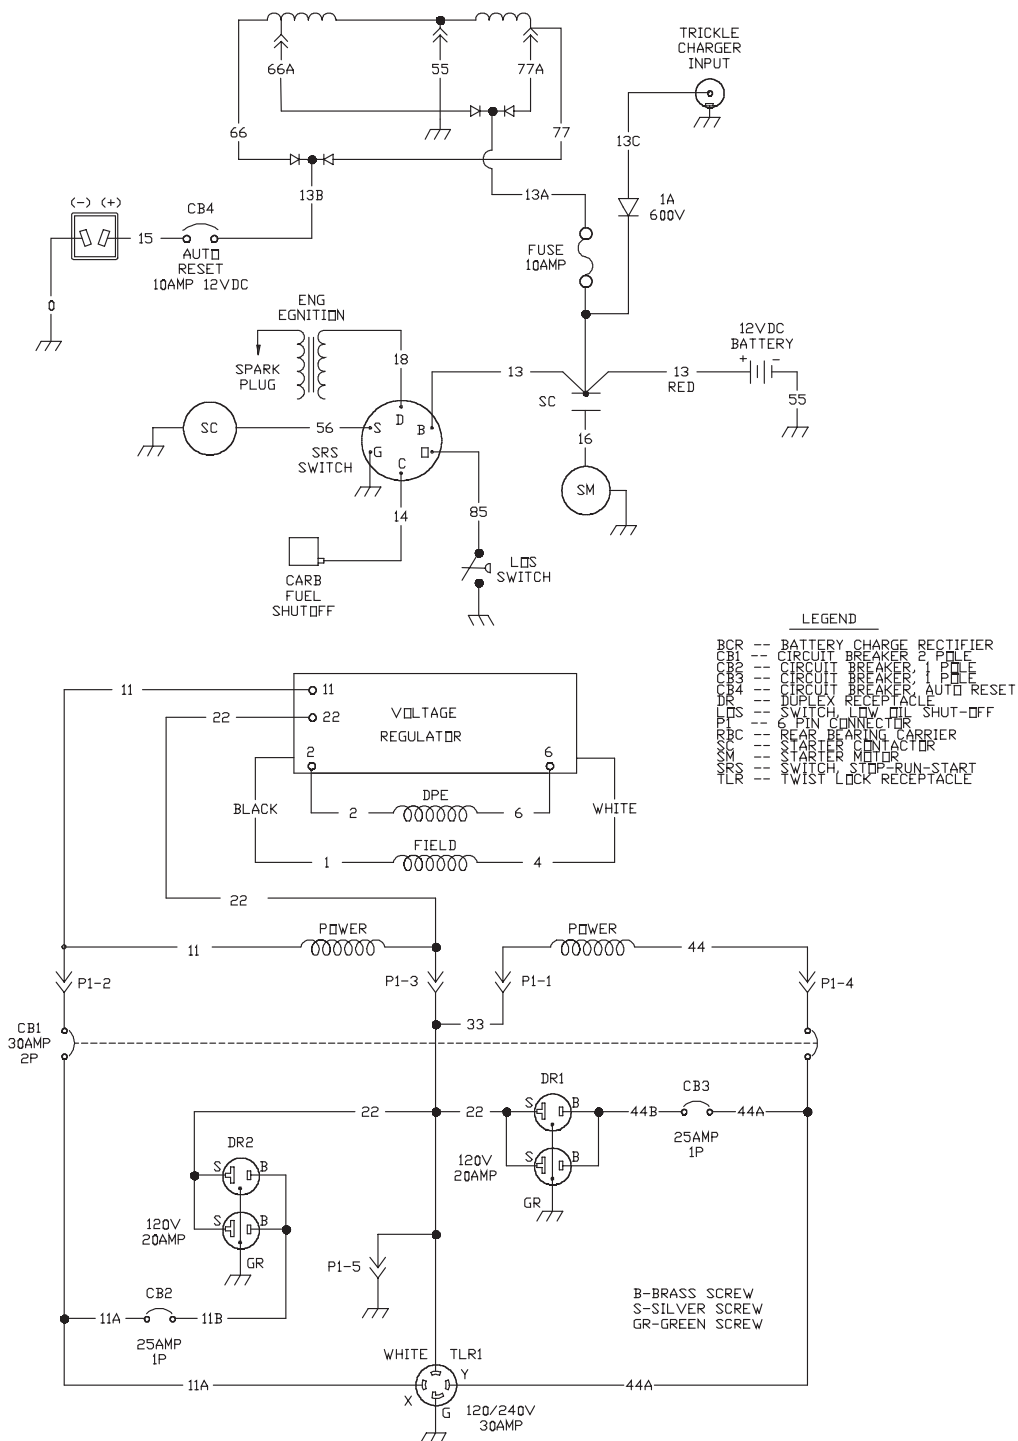 TRICKLE
CHARGER
INPUT
66A
55
77A
66
77
13C
13B
13A
1A
600V
(-) (+)
CB4
15
AUTO
RESET
10AMP 12VDC
FUSE
10AMP
0
ENG
EGNITION
12VDC
BATTERY
+ -
SPARK
PLUG
18
13
13
RED
SC
55
D
SC
56
S
B
16
SRS
SWITCH
G
O
C
SM
14
85
LOS
SWITCH
CARB
FUEL
SHUTOFF
LEGEND
BCR -- BATTERY CHARGE RECTIFIER
CB1 -- CIRCUIT BREAKER 2 POLE
CB2 -- CIRCUIT BREAKER, 1 POLE
CB3 -- CIRCUIT BREAKER, 1 POLE
CB4 -- CIRCUIT BREAKER, AUTO RESET
DR -- DUPLEX RECEPTACLE
LOS -- SWITCH, LOW OIL SHUT-OFF
P1 -- 6 PIN CONNECTOR
RBC -- REAR BEARING CARRIER
SC -- STARTER CONTACTOR
SM -- STARTER MOTOR
SRS -- SWITCH, STOP-RUN-START
TLR -- TWIST LOCK RECEPTACLE
11
11
22
22
VOLTAGE
REGULATOR
2
6
BLACK
DPE
WHITE
2
6
FIELD
1
4
22
POWER
POWER
11
44
P1-2
P1-3
P1-1
P1-4
33
CB1
30AMP
2P
DR1
CB3
22
22
S
B
44B
44A
25AMP
1P
DR2
S
B
120V
20AMP
S
B
GR
S
B
120V
20AMP
GR
P1-5
CB2
11A
11B
25AMP
1P
B-BRASS SCREW
S-SILVER SCREW
GR-GREEN SCREW
WHITE TLR1
Y
11A
44A
X
G
120/240V
30AMP